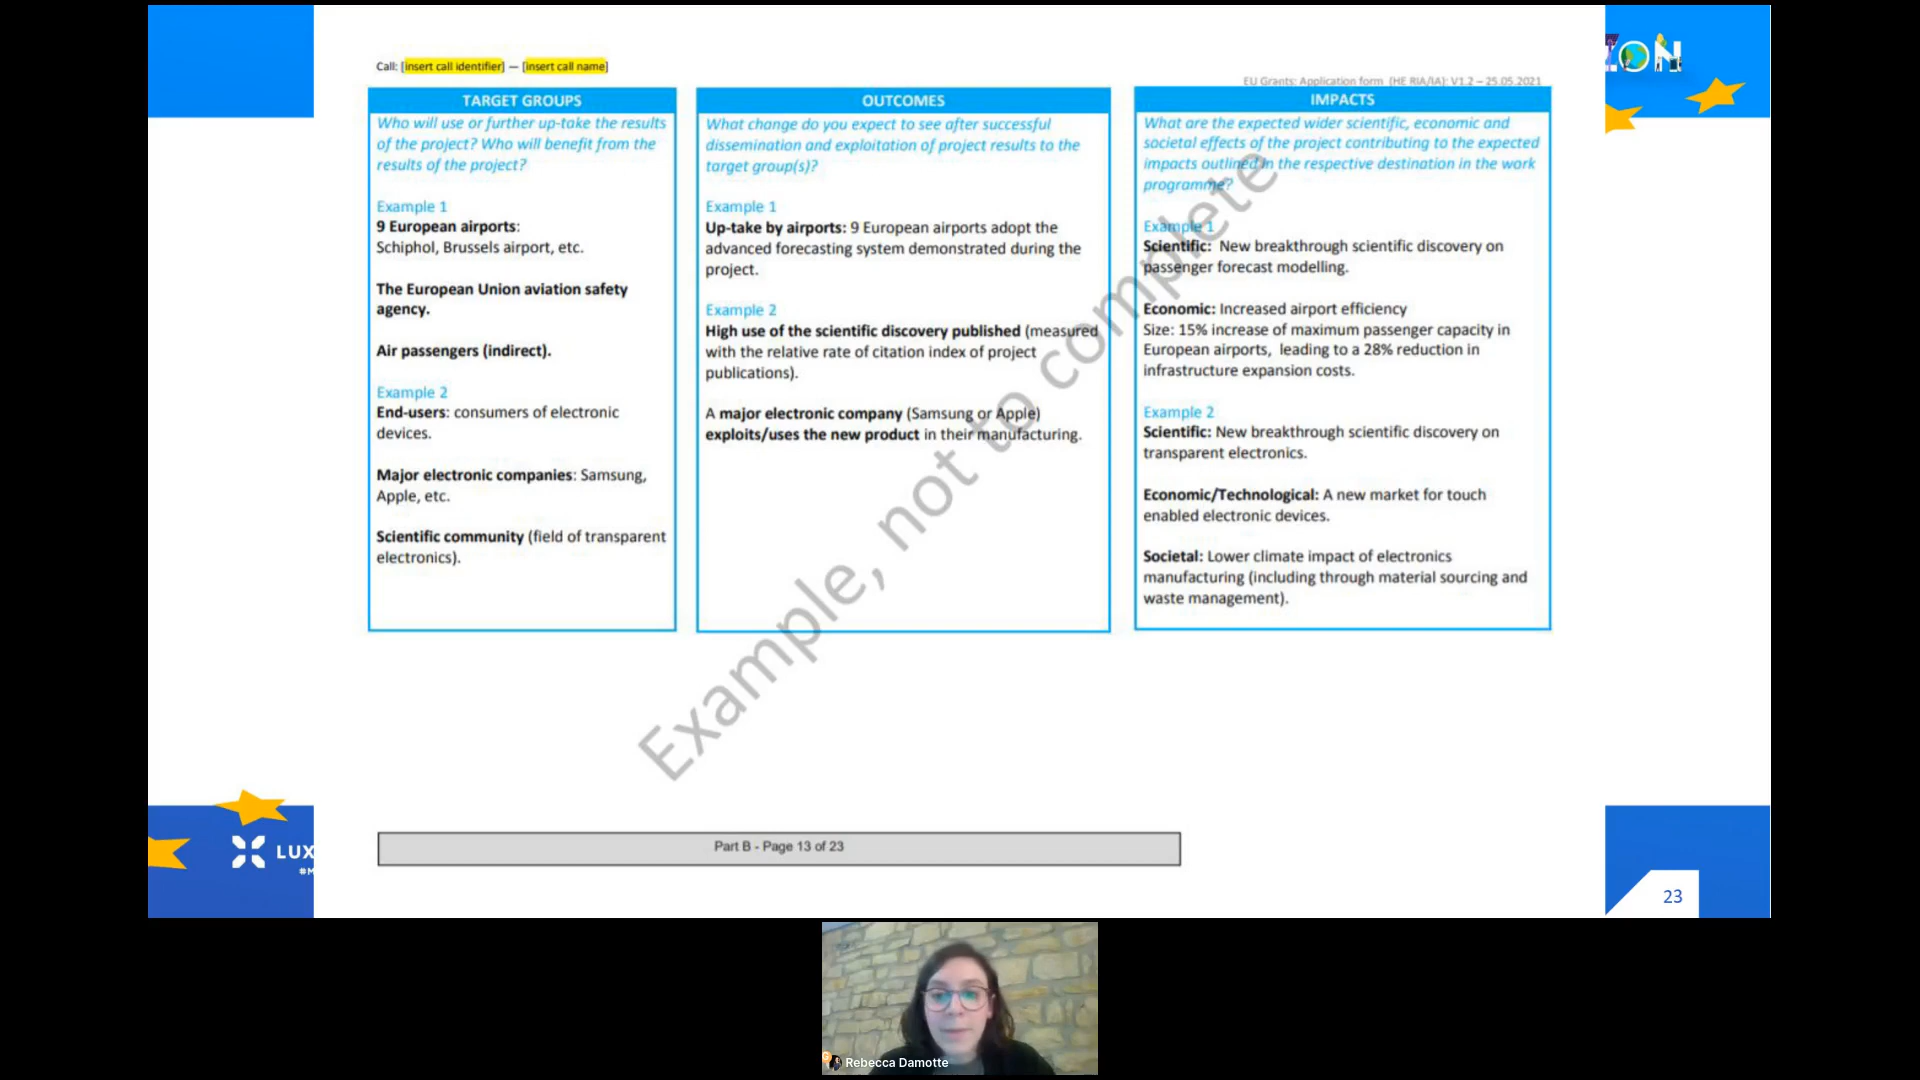 Call: [insert call identifier] — [insert call name]
EU Grants: Application form (HE RIA/IA): V1.2 – 25.05.2021
TARGET GROUPS
Who will use or further up-take the results
of the project? Who will benefit from the
results of the project?
Example 1
9 European airports:
Schiphol, Brussels airport, etc.
The European Union aviation safety
agency.
Air passengers (indirect).
Example 2
End-users: consumers of electronic
devices.
Major electronic companies: Samsung,
Apple, etc.
Scientific community (field of transparent
electronics).
OUTCOMES
What change do you expect to see after successful
dissemination and exploitation of project results to the
target group(s)?
Example 1
Up-take by airports: 9 European airports adopt the
advanced forecasting system demonstrated during the
project.
Example 2
High use of the scientific discovery published (measured
with the relative rate of citation index of project
publications).
A major electronic company (Samsung or Apple)
exploits/uses the new product in their manufacturing.
IMPACTS
What are the expected wider scientific, economic and
societal effects of the project contributing to the expected
impacts outlined in the respective destination in the work
programme?
Example 1
Scientific: New breakthrough scientific discovery on
passenger forecast modelling.
Economic: Increased airport efficiency
Size: 15% increase of maximum passenger capacity in
European airports, leading to a 28% reduction in
infrastructure expansion costs.
Example 2
Scientific: New breakthrough scientific discovery on
transparent electronics.
Economic/Technological: A new market for touch
enabled electronic devices.
Societal: Lower climate impact of electronics
manufacturing (including through material sourcing and
waste management).
Example, not to complete
Part B - Page 13 of 23
ZON
LUX
#M
23
Rebecca Damotte